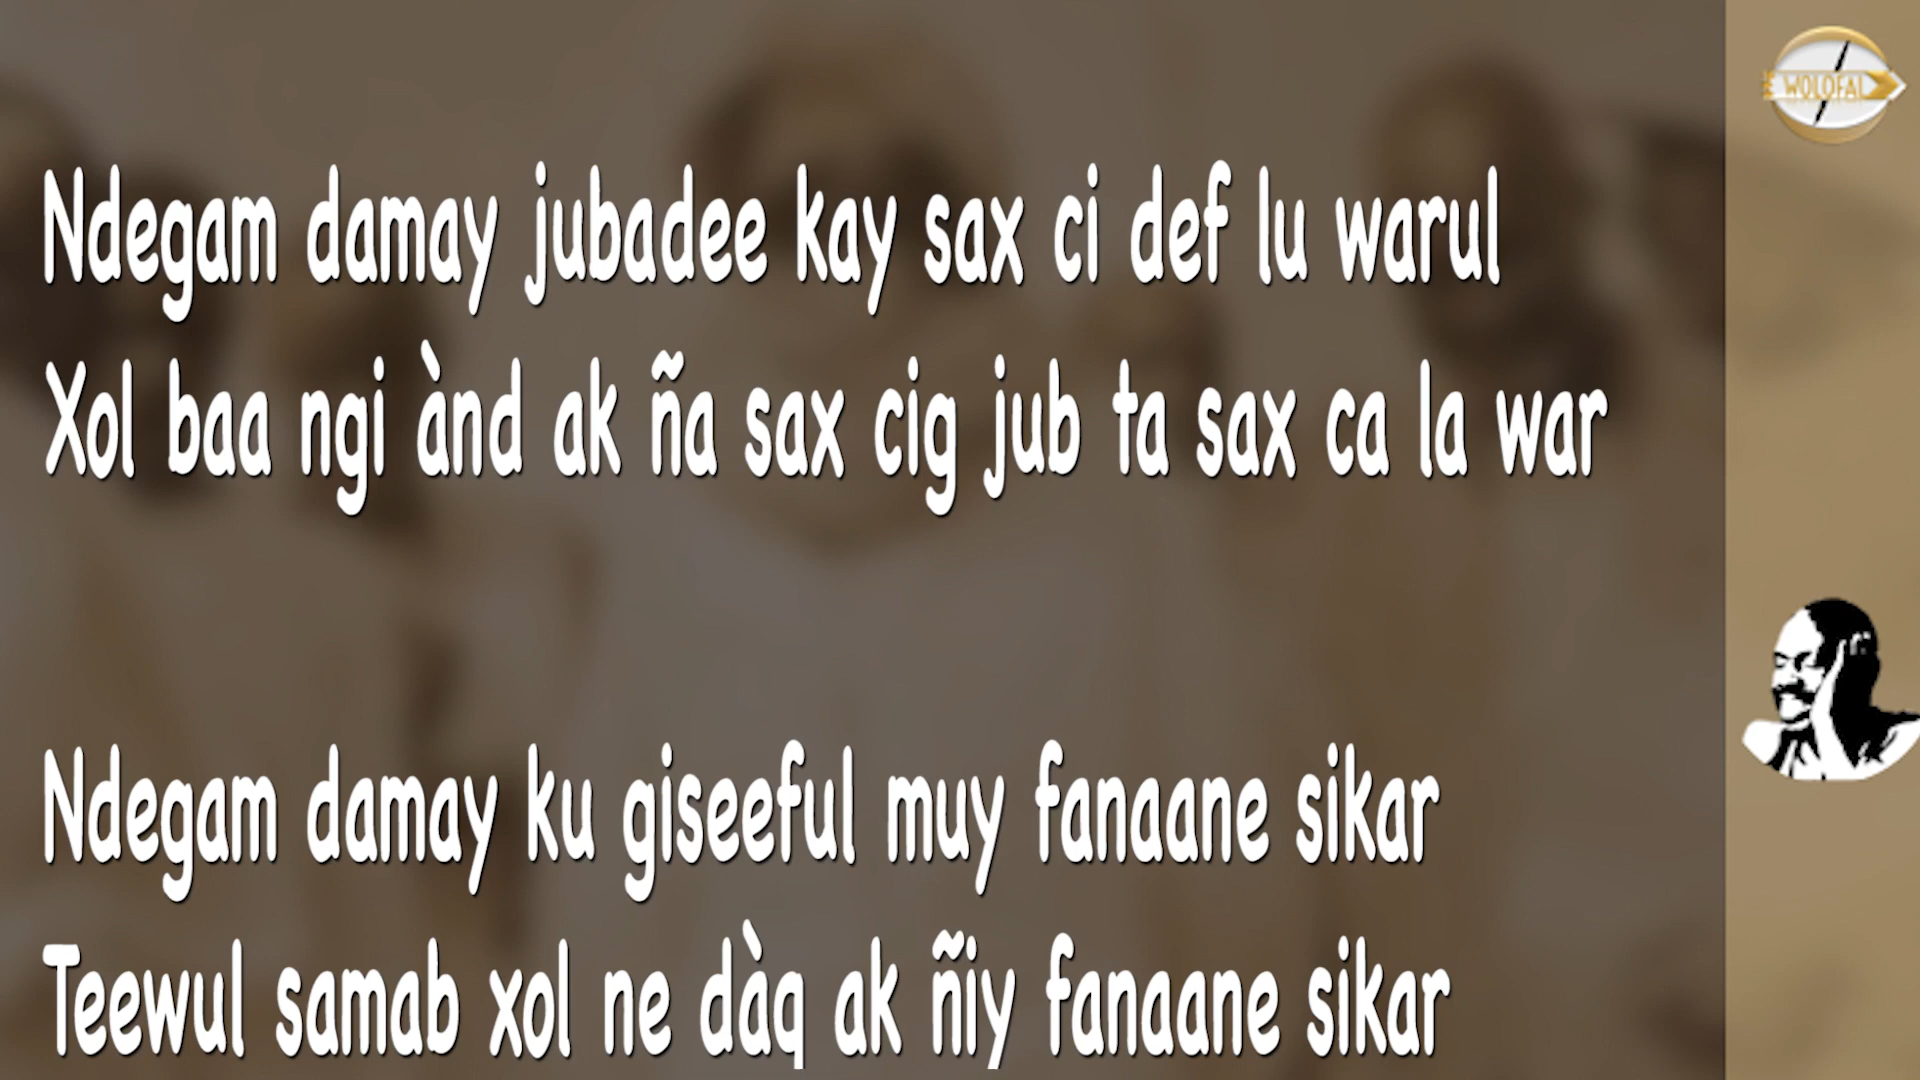 WOLOFAL
Ndegam damay jubadee kay sax ci def lu warul
Xol baa ngi ànd ak ña sax cig jub ta sax ca la war
Ndegam damay ku giseeful muy fanaane sikar
Teewul samab xol ne dàq ak ñiy fanaane sikar